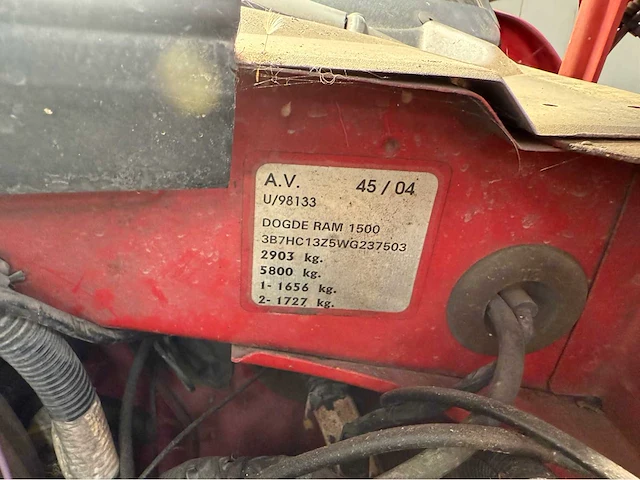 A.V. 45 / 04
U/98133
DOGDE RAM 1500
3B7HC13Z5WG237503
2903 kg.
5800 kg.
1- 1656 kg.
2- 1727 kg.